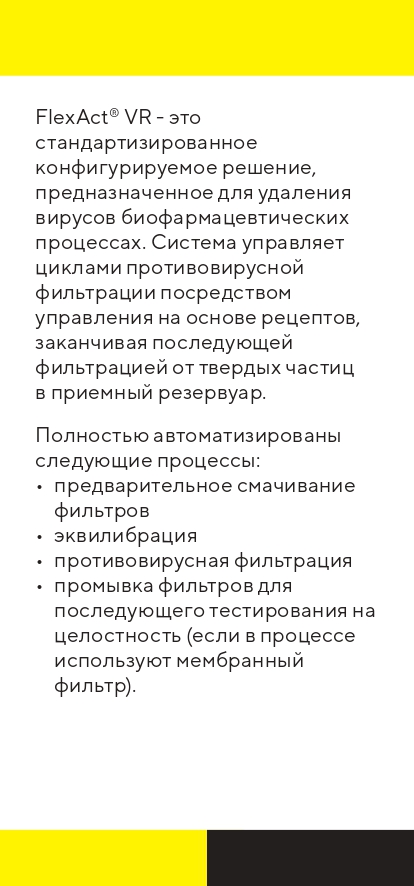 FlexAct® VR - это
стандартизированное
конфигурируемое решение,
предназначенное для удаления
вирусов биофармацевтических
процессах. Система управляет
циклами противовирусной
фильтрации посредством
управления на основе рецептов,
заканчивая последующей
фильтрацией от твердых частиц
в приемный резервуар.
Полностью автоматизированы
следующие процессы:
• предварительное смачивание
фильтров
• эквилибрация
• противовирусная фильтрация
• промывка фильтров для
последующего тестирования на
целостность (если в процессе
используют мембранный
фильтр).